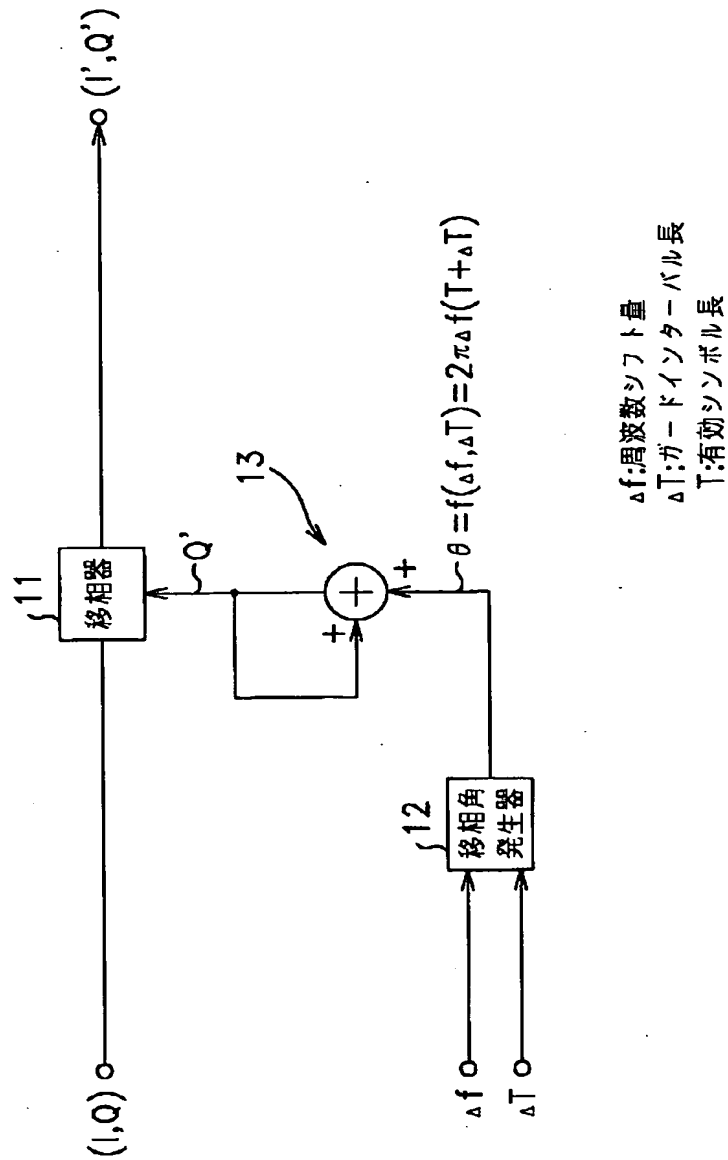 (I,Q)
11
移相器
(I',Q')
Q'
13
+
+
+
θ=f(Δf,ΔT)=2πΔf(T+ΔT)
12
移相角
発生器
Δf
ΔT
Δf:周波数シフト量
ΔT:ガードインターバル長
T:有効シンボル長